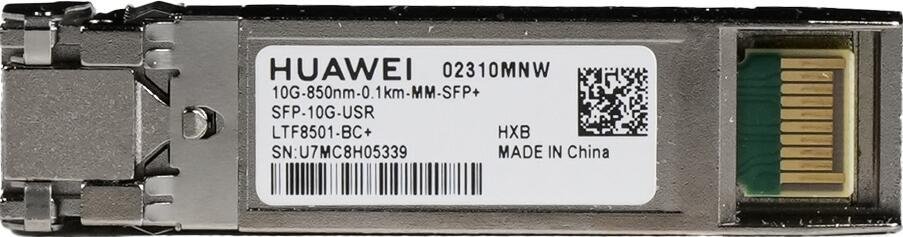 HUAWEI 02310MNW
10G-850nm-0.1km-MM-SFP+
SFP-10G-USR
LTF8501-BC+ HXB
SN:U7MC8H05339 MADE IN China